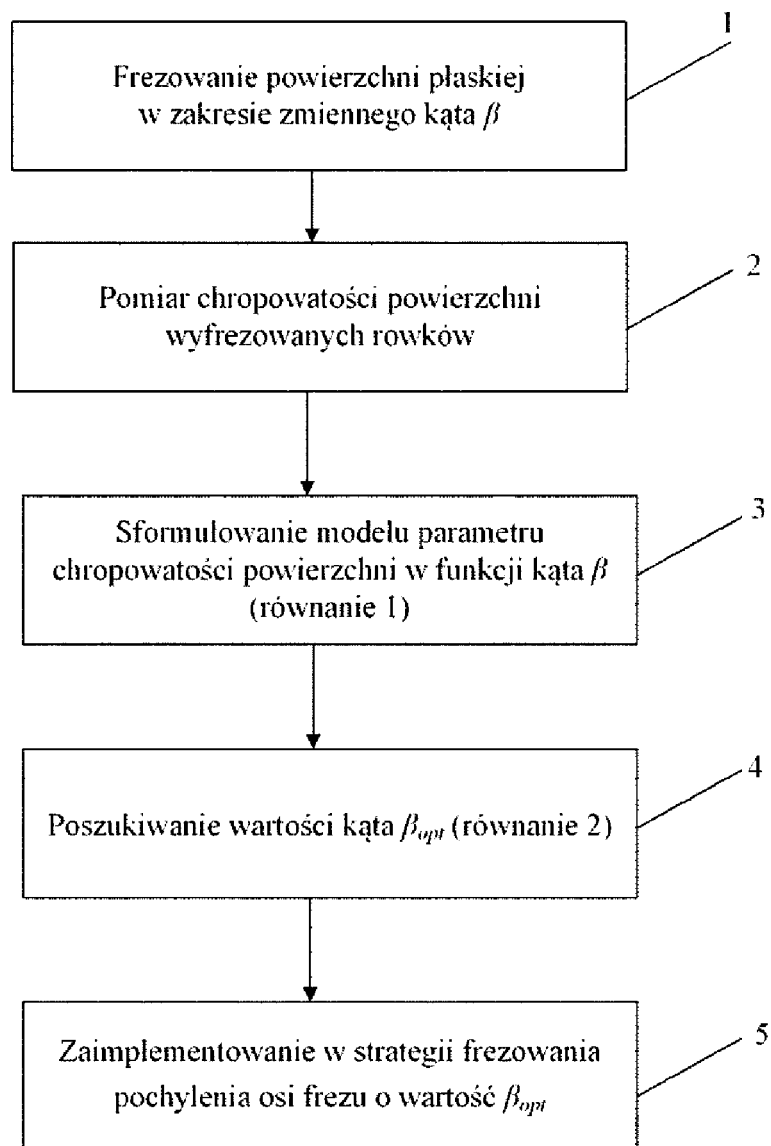 1
Frezowanie powierzchni płaskiej
w zakresie zmiennego kąta β
2
Pomiar chropowatości powierzchni
wyfrezowanych rowków
3
Sformułowanie modelu parametru
chropowatości powierzchni w funkcji kąta β
(równanie 1)
4
Poszukiwanie wartości kąta βopt (równanie 2)
5
Zaimplementowanie w strategii frezowania
pochylenia osi frezu o wartość βopt